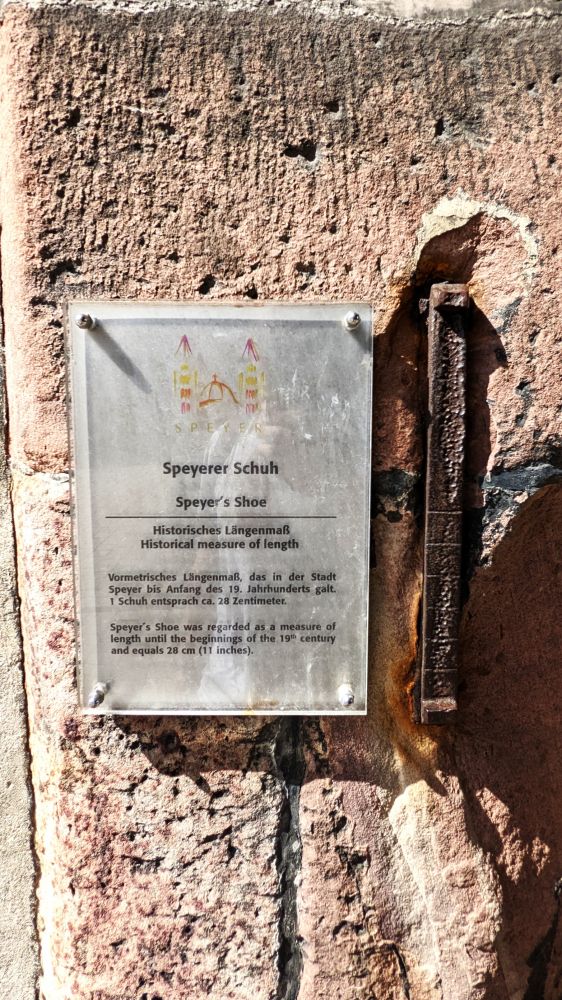 SPEYER
Speyerer Schuh
Speyer's Shoe
Historisches Längenmaß
Historical measure of length
Vormetrisches Längenmaß, das in der Stadt
Speyer bis Anfang des 19. Jahrhunderts galt.
1 Schuh entsprach ca. 28 Zentimeter.
Speyer's Shoe was regarded as a measure of
length until the beginnings of the 19th century
and equals 28 cm (11 inches).